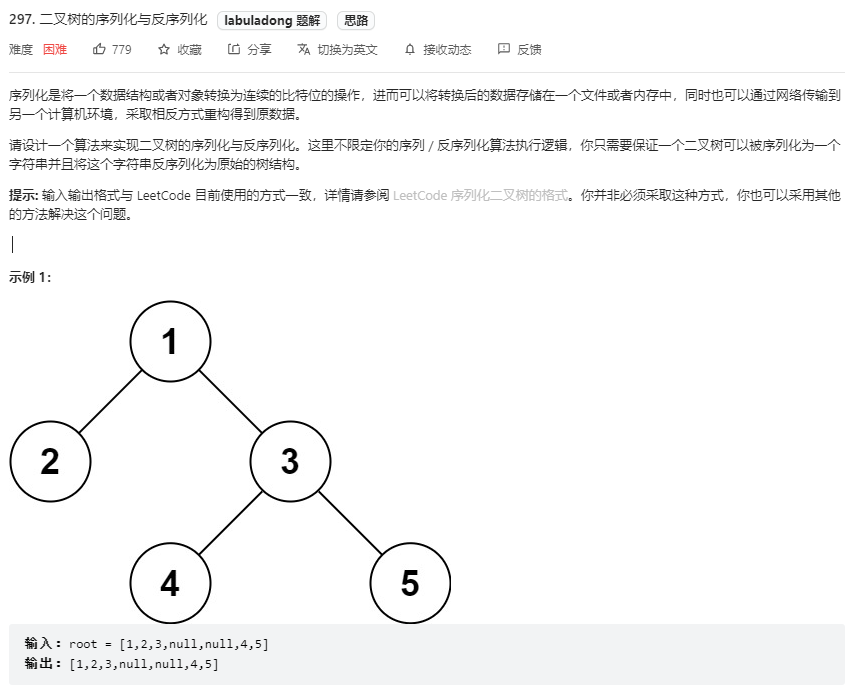 297. 二叉树的序列化与反序列化 labuladong 题解 思路
难度 困难 779 收藏 分享 切换为英文 接收动态 反馈
序列化是将一个数据结构或者对象转换为连续的比特位的操作，进而可以将转换后的数据存储在一个文件或者内存中，同时也可以通过网络传输到
另一个计算机环境，采取相反方式重构得到原数据。
请设计一个算法来实现二叉树的序列化与反序列化。这里不限定你的序列 / 反序列化算法执行逻辑，你只需要保证一个二叉树可以被序列化为一个
字符串并且将这个字符串反序列化为原始的树结构。
提示: 输入输出格式与 LeetCode 目前使用的方式一致，详情请参阅 LeetCode 序列化二叉树的格式。你并非必须采取这种方式，你也可以采用其他
的方法解决这个问题。
示例 1：
1
2 3
4 5
输入：root = [1,2,3,null,null,4,5]
输出：[1,2,3,null,null,4,5]